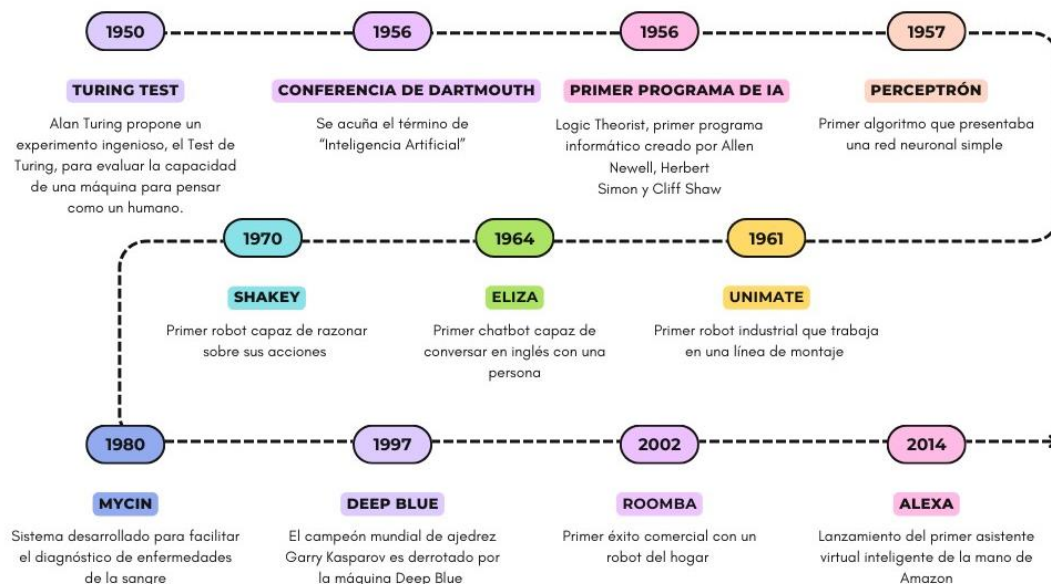 1950
1956
1956
1957
TURING TEST
Alan Turing propone un
experimento ingenioso, el Test de
Turing, para evaluar la capacidad
de una máquina para pensar
como un humano.
CONFERENCIA DE DARTMOUTH
Se acuña el término de
“Inteligencia Artificial”
PRIMER PROGRAMA DE IA
Logic Theorist, primer programa
informático creado por Allen
Newell, Herbert
Simon y Cliff Shaw
PERCEPTRÓN
Primer algoritmo que presentaba
una red neuronal simple
1970
1964
1961
SHAKEY
Primer robot capaz de razonar
sobre sus acciones
ELIZA
Primer chatbot capaz de
conversar en inglés con una
persona
UNIMATE
Primer robot industrial que trabaja
en una línea de montaje
1980
1997
2002
2014
MYCIN
Sistema desarrollado para facilitar
el diagnóstico de enfermedades
de la sangre
DEEP BLUE
El campeón mundial de ajedrez
Garry Kasparov es derrotado por
la máquina Deep Blue
ROOMBA
Primer éxito comercial con un
robot del hogar
ALEXA
Lanzamiento del primer asistente
virtual inteligente de la mano de
Amazon